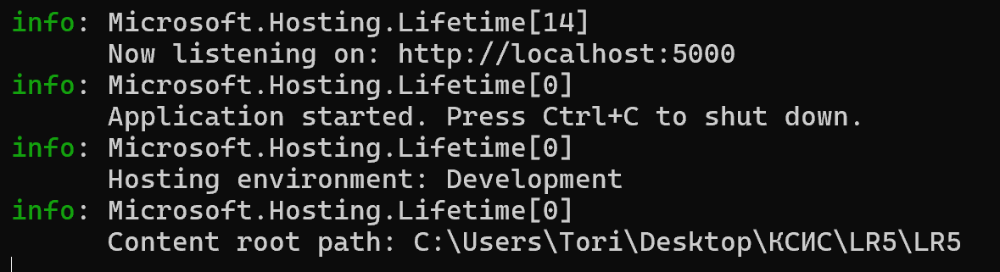 info: Microsoft.Hosting.Lifetime[14]
Now listening on: http://localhost:5000
info: Microsoft.Hosting.Lifetime[0]
Application started. Press Ctrl+C to shut down.
info: Microsoft.Hosting.Lifetime[0]
Hosting environment: Development
info: Microsoft.Hosting.Lifetime[0]
Content root path: C:\Users\Tori\Desktop\КСИС\LR5\LR5